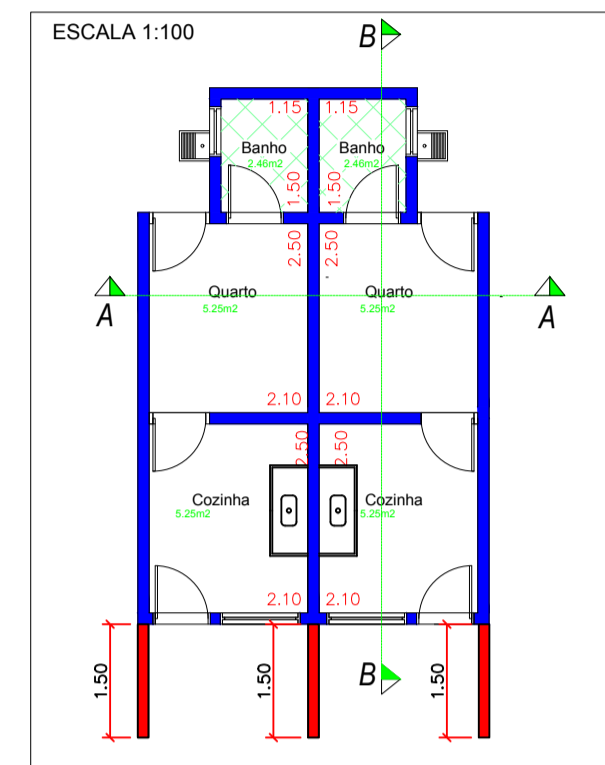 ESCALA 1:100
B
1.15 1.15
Banho Banho
2.46m2 2.46m2
1.50 1.50
2.50 2.50
Quarto Quarto
5.25m2 5.25m2
A A
2.10 2.10
2.50 2.50
Cozinha Cozinha
5.25m2 5.25m2
2.10 2.10
1.50 1.50 1.50
B